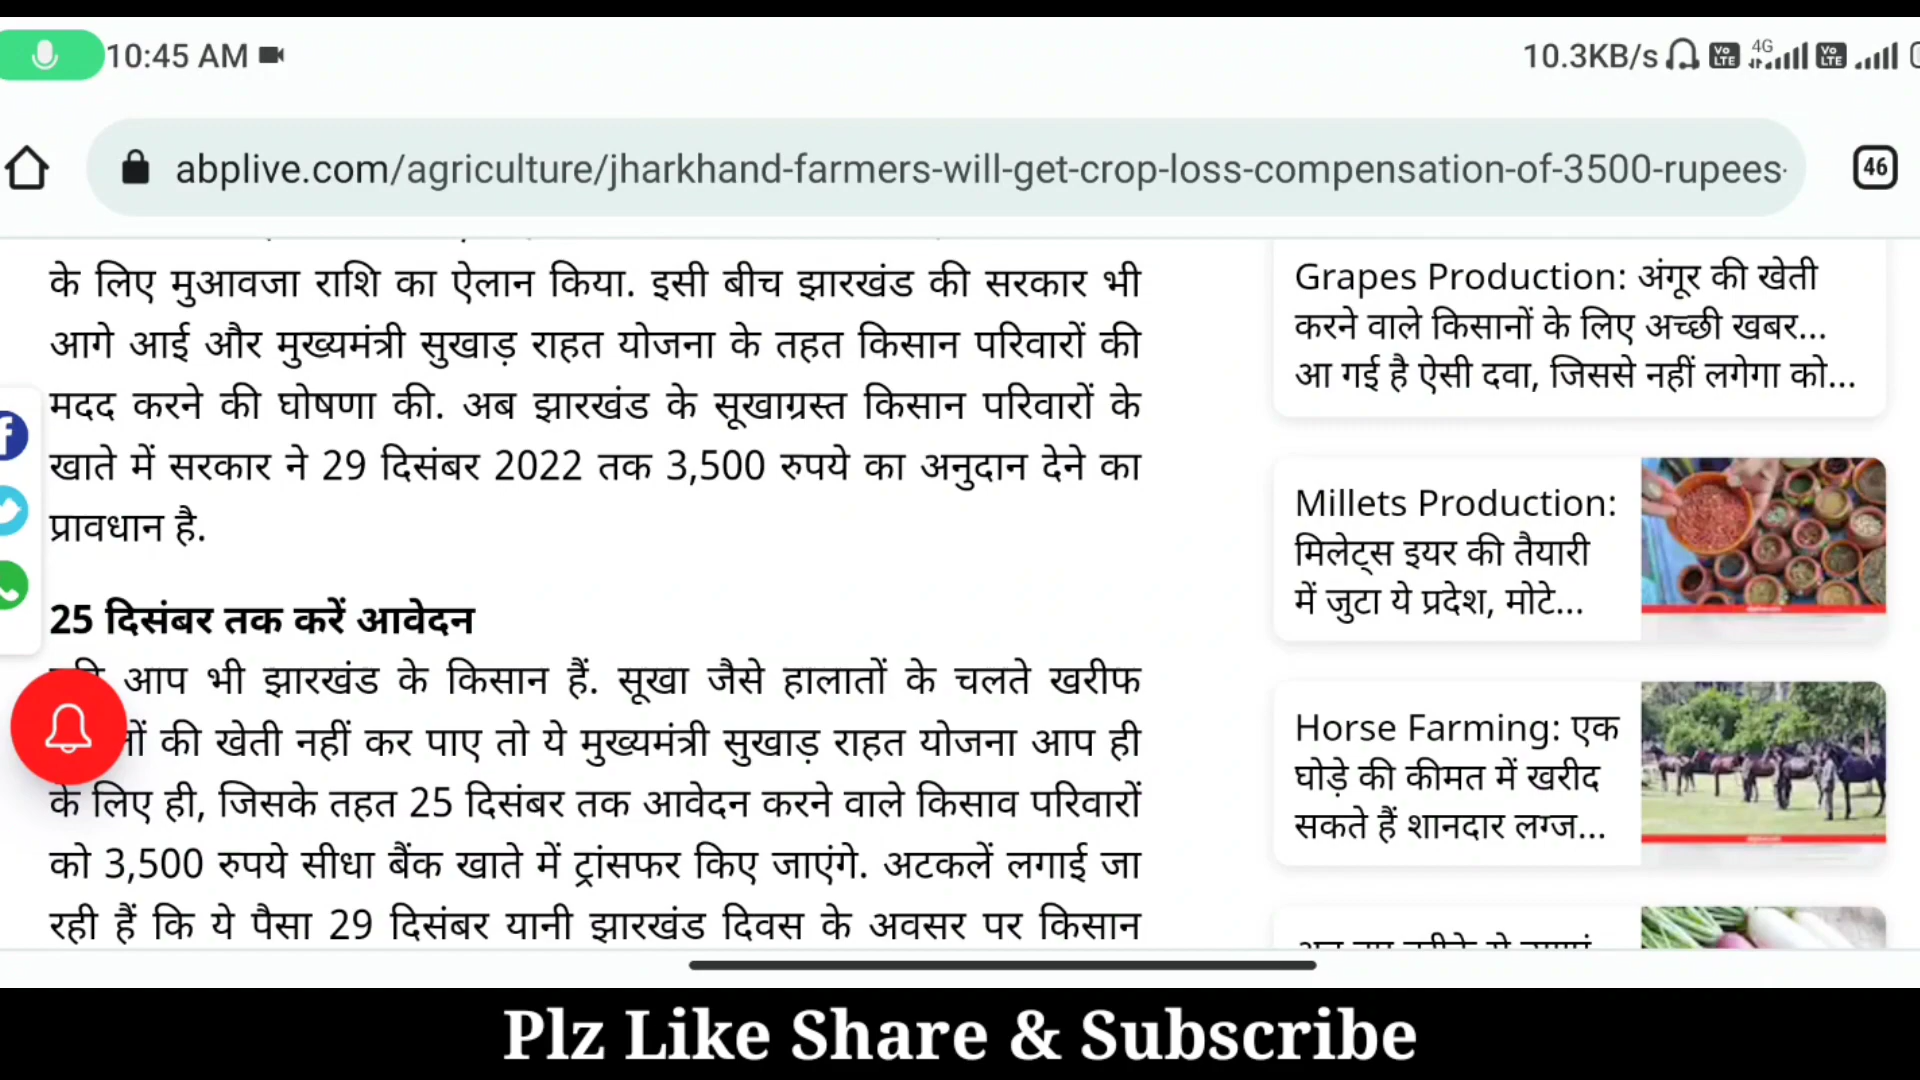 10:45 AM
10.3KB/s Vo LTE 4G Vo LTE
abplive.com/agriculture/jharkhand-farmers-will-get-crop-loss-compensation-of-3500-rupees-
46
के लिए मुआवजा राशि का ऐलान किया. इसी बीच झारखंड की सरकार भी
आगे आई और मुख्यमंत्री सुखाड़ राहत योजना के तहत किसान परिवारों की
मदद करने की घोषणा की. अब झारखंड के सूखाग्रस्त किसान परिवारों के
खाते में सरकार ने 29 दिसंबर 2022 तक 3,500 रुपये का अनुदान देने का
प्रावधान है.
25 दिसंबर तक करें आवेदन
आप भी झारखंड के किसान हैं. सूखा जैसे हालातों के चलते खरीफ
की खेती नहीं कर पाए तो ये मुख्यमंत्री सुखाड़ राहत योजना आप ही
के लिए ही, जिसके तहत 25 दिसंबर तक आवेदन करने वाले किसाव परिवारों
को 3,500 रुपये सीधा बैंक खाते में ट्रांसफर किए जाएंगे. अटकलें लगाई जा
रही हैं कि ये पैसा 29 दिसंबर यानी झारखंड दिवस के अवसर पर किसान
Grapes Production: अंगूर की खेती
करने वाले किसानों के लिए अच्छी खबर...
आ गई है ऐसी दवा, जिससे नहीं लगेगा को...
Millets Production:
मिलेट्स इयर की तैयारी
में जुटा ये प्रदेश, मोटे...
Horse Farming: एक
घोड़े की कीमत में खरीद
सकते हैं शानदार लग्ज...
Plz Like Share & Subscribe